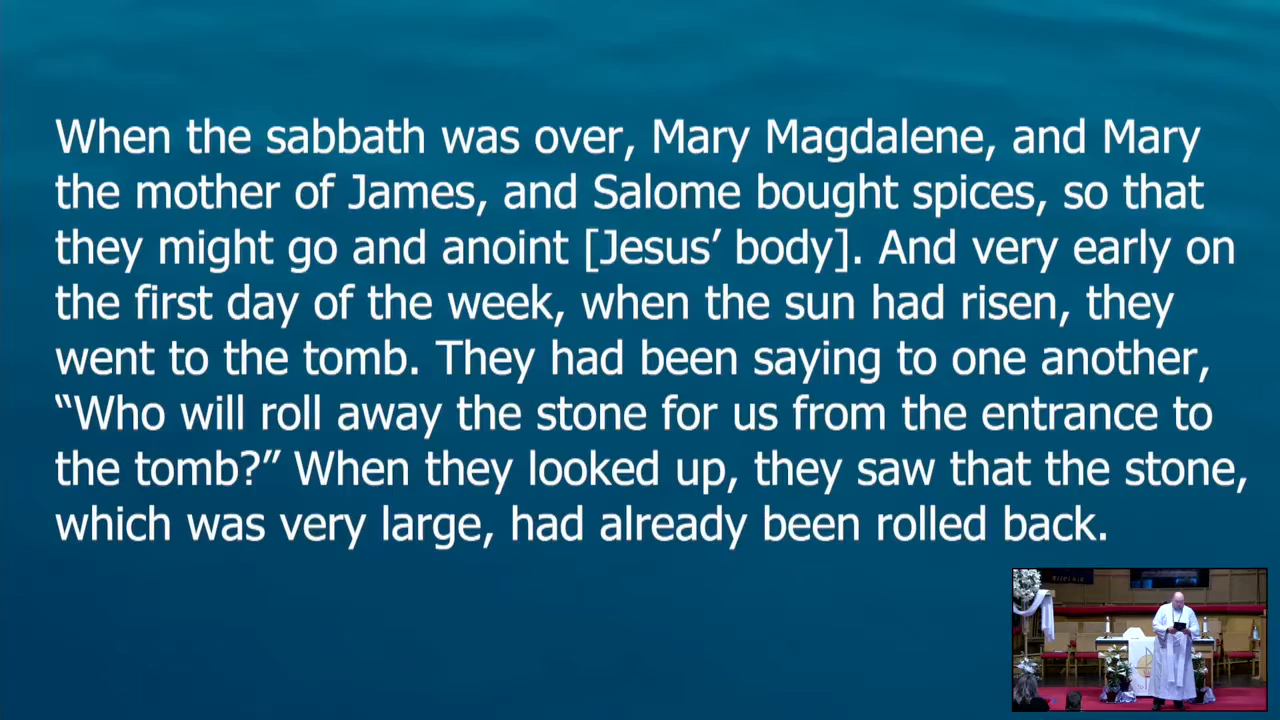 When the sabbath was over, Mary Magdalene, and Mary
the mother of James, and Salome bought spices, so that
they might go and anoint [Jesus’ body]. And very early on
the first day of the week, when the sun had risen, they
went to the tomb. They had been saying to one another,
“Who will roll away the stone for us from the entrance to
the tomb?” When they looked up, they saw that the stone,
which was very large, had already been rolled back.